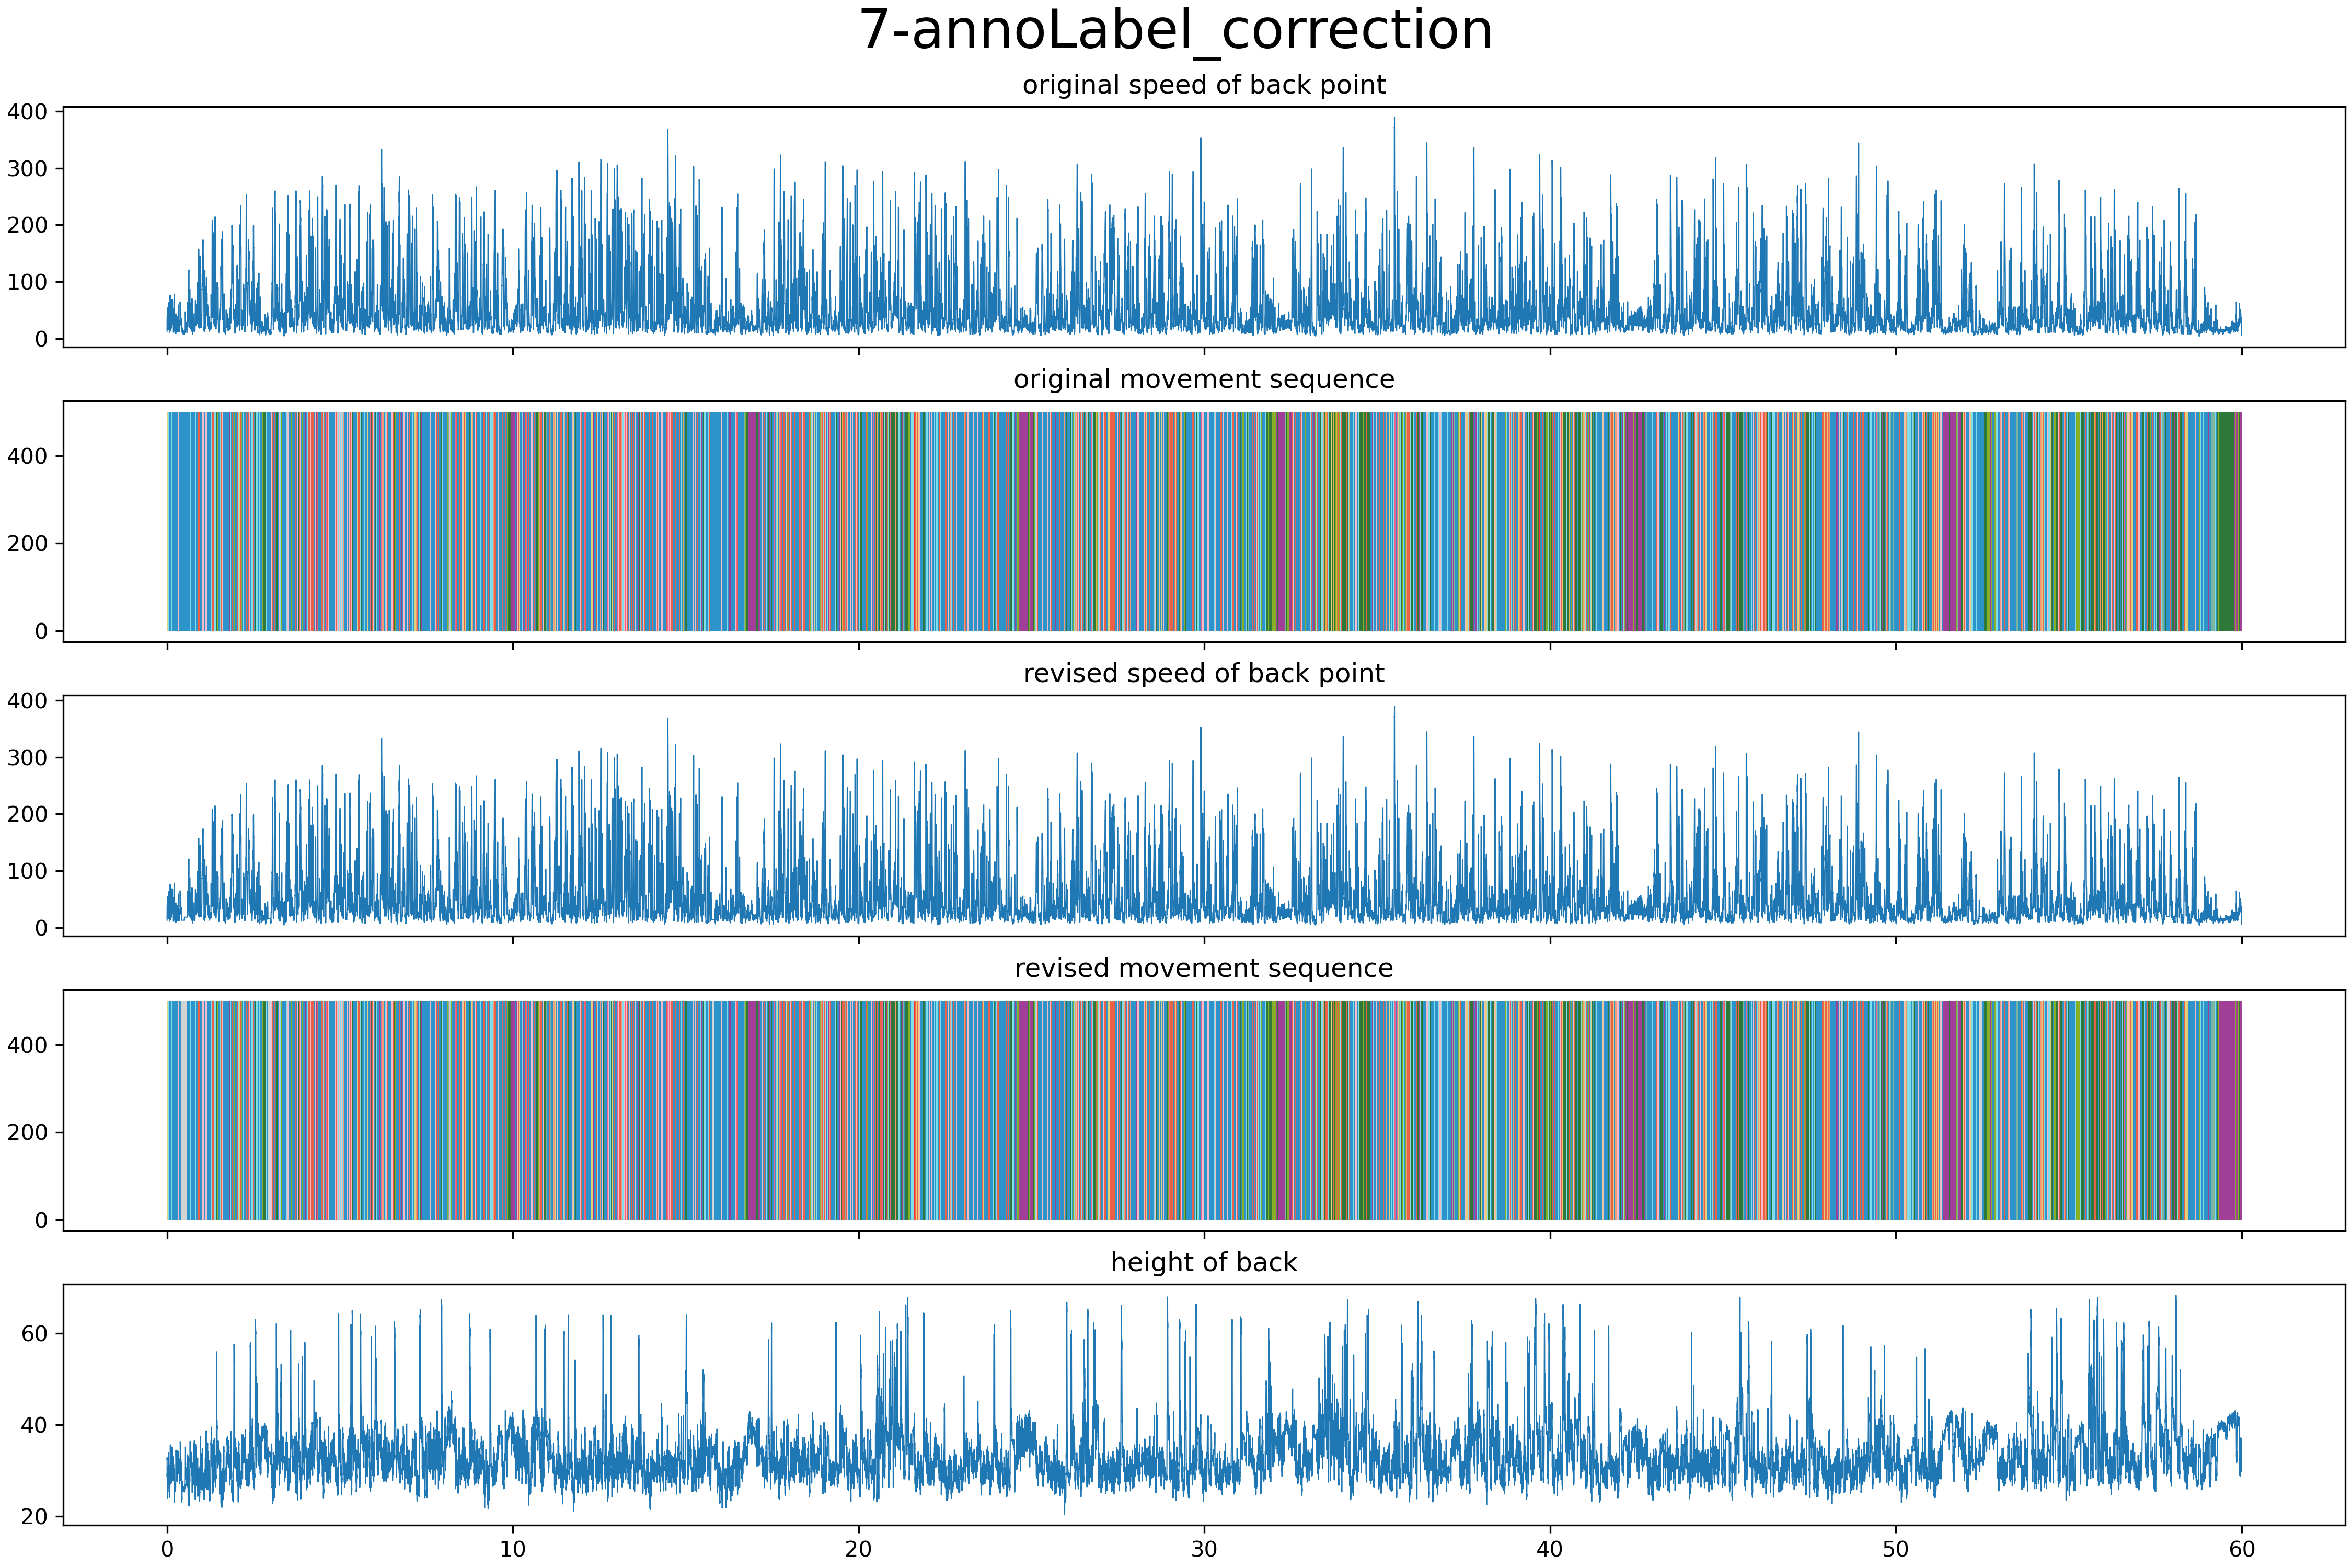 7-annoLabel_correction
original speed of back point
400
300
200
100
0
original movement sequence
400
200
0
revised speed of back point
400
300
200
100
0
revised movement sequence
400
200
0
height of back
60
40
20
0 10 20 30 40 50 60